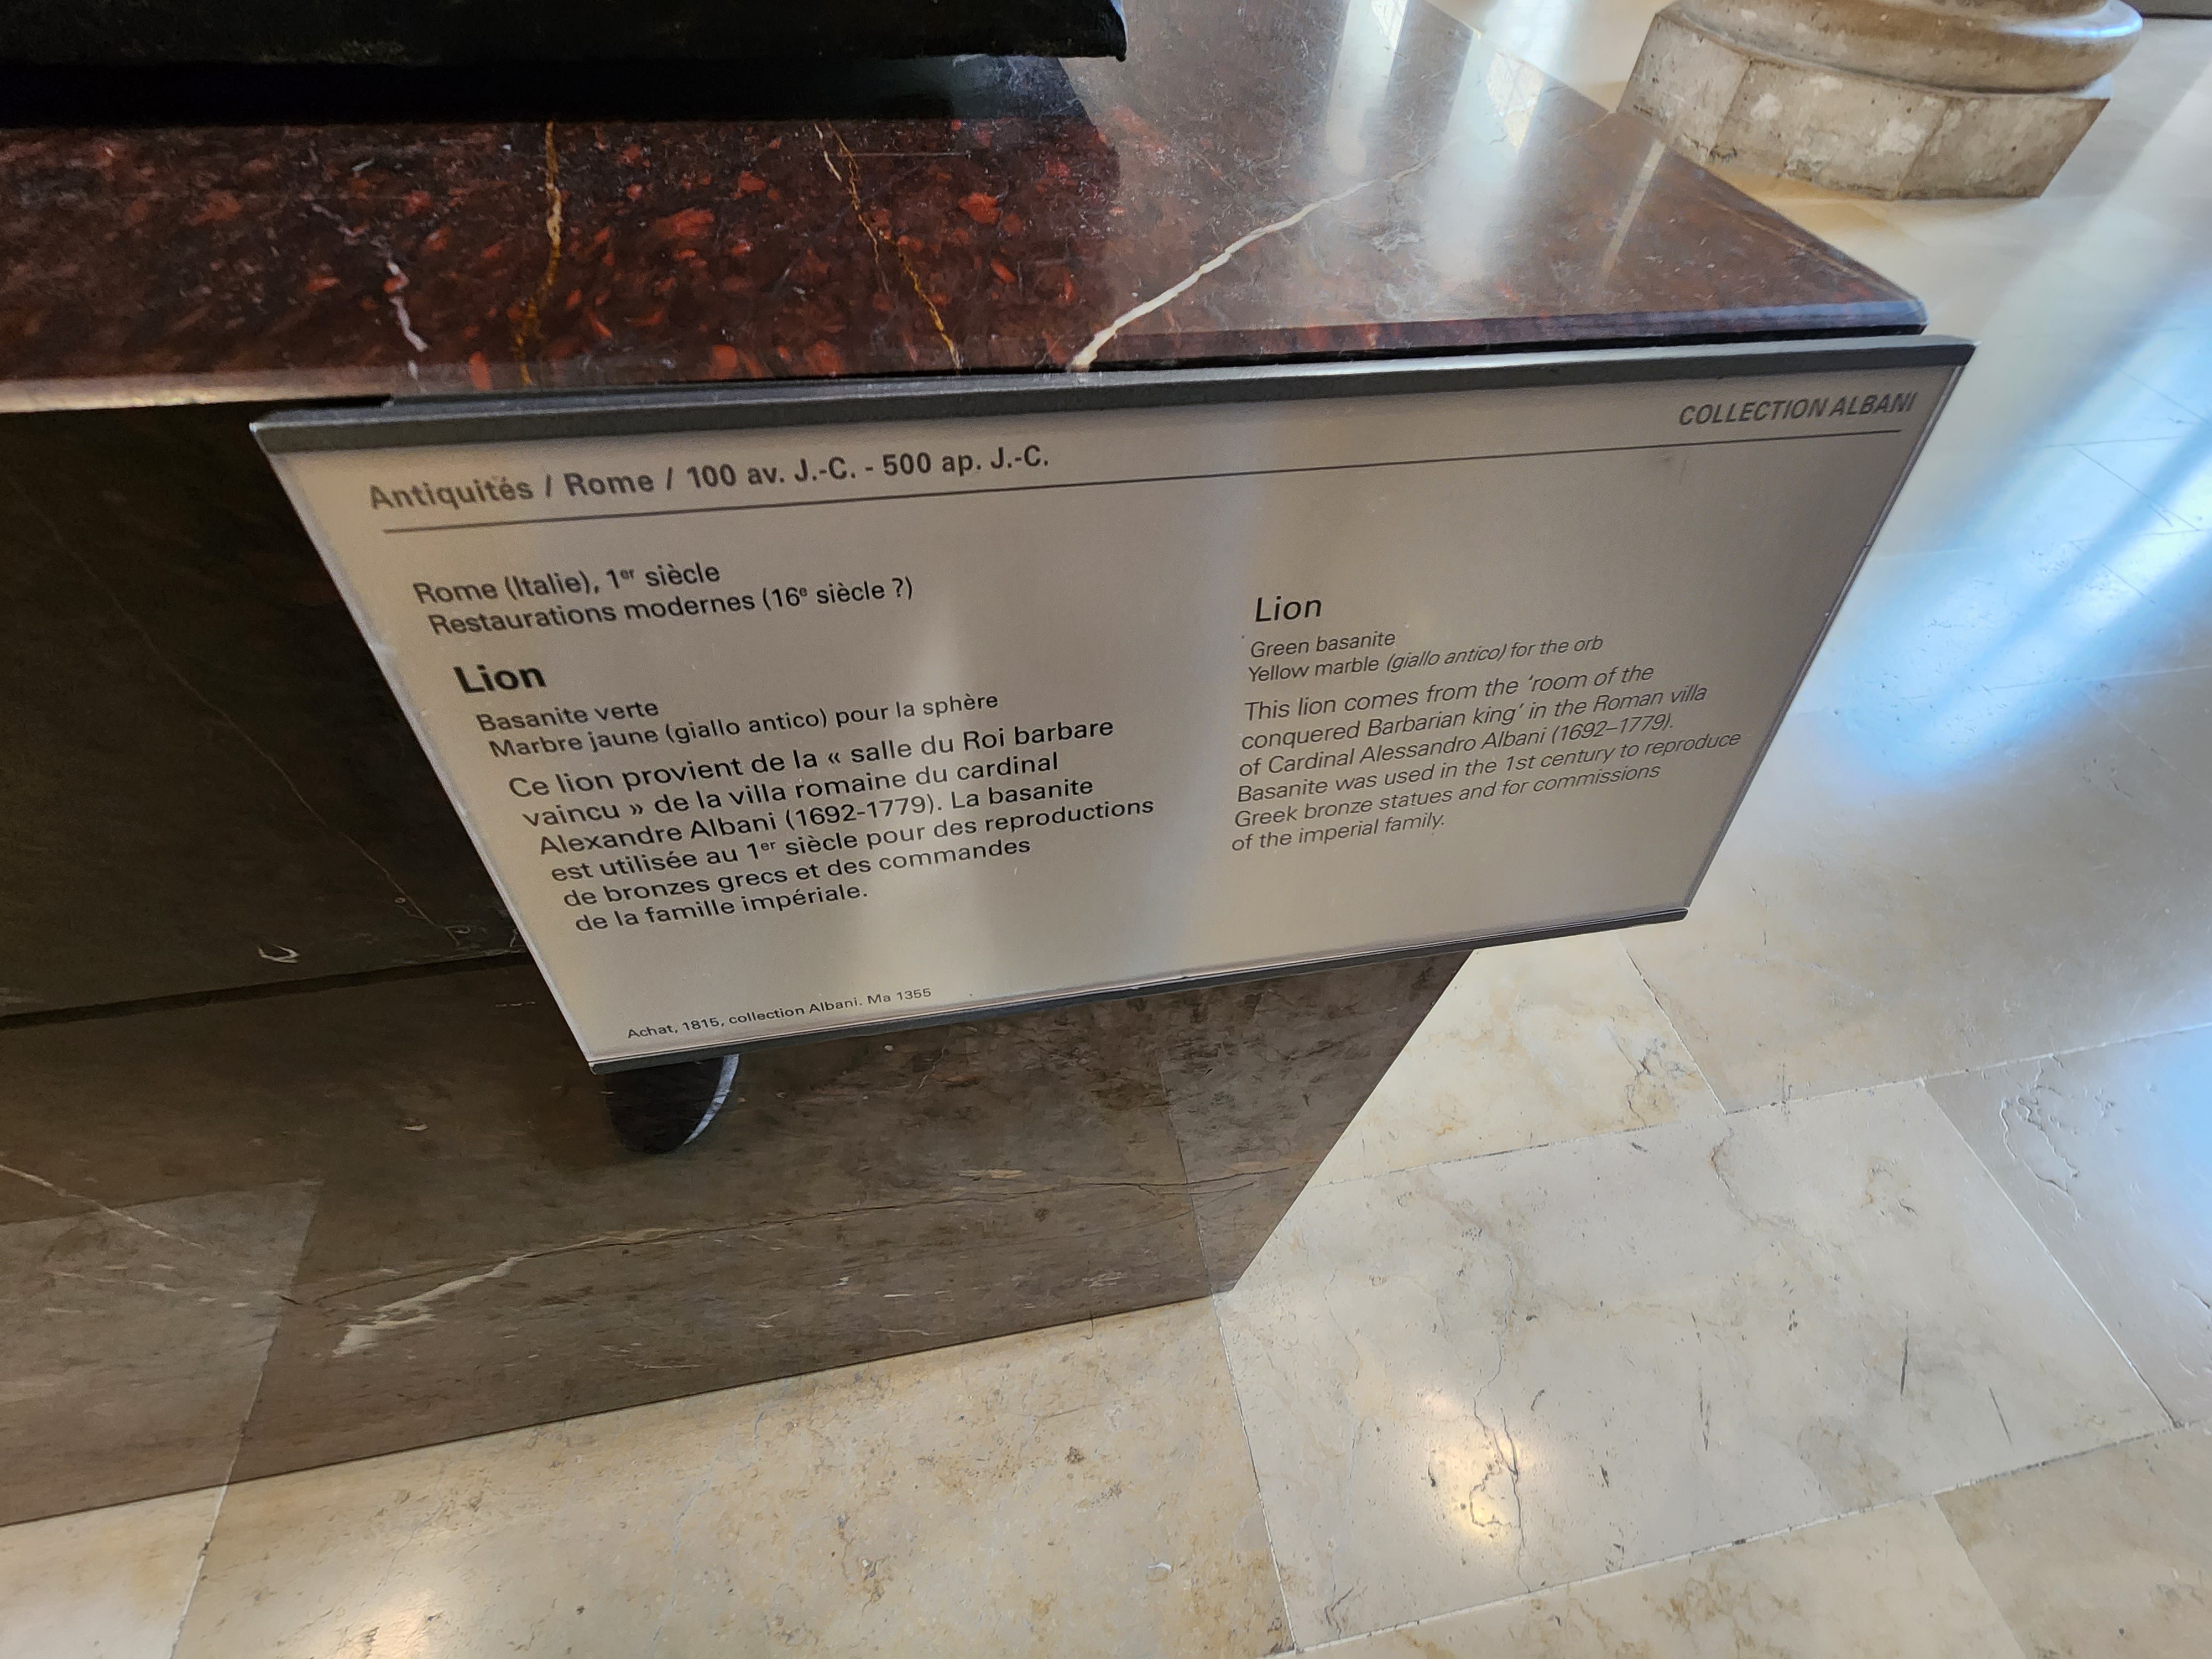 COLLECTION ALBANI
Antiquités / Rome / 100 av. J.-C. - 500 ap. J.-C.
Rome (Italie), 1er siècle
Restaurations modernes (16e siècle ?)
Lion
Basanite verte
Marbre jaune (giallo antico) pour la sphère
Ce lion provient de la « salle du Roi barbare
vaincu » de la villa romaine du cardinal
Alexandre Albani (1692-1779). La basanite
est utilisée au 1er siècle pour des reproductions
de bronzes grecs et des commandes
de la famille impériale.
Achat, 1815, collection Albani. Ma 1355
Lion
Green basanite
Yellow marble (giallo antico) for the orb
This lion comes from the ‘room of the
conquered Barbarian king’ in the Roman villa
of Cardinal Alessandro Albani (1692–1779).
Basanite was used in the 1st century to reproduce
Greek bronze statues and for commissions
of the imperial family.